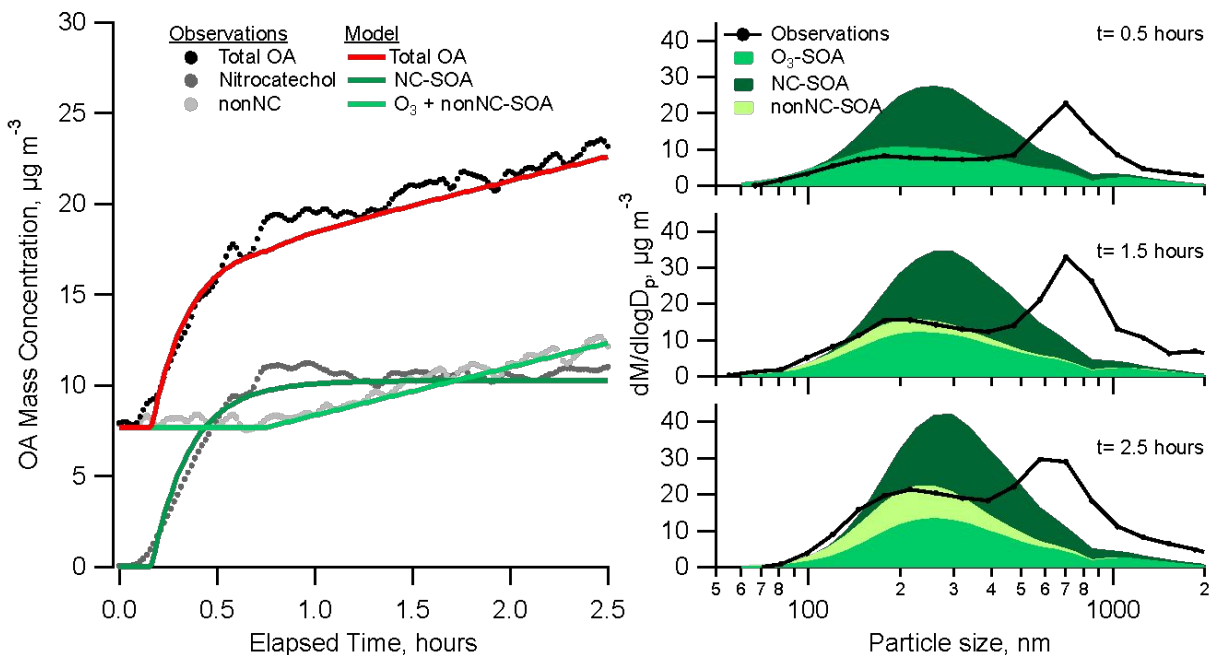 OA Mass Concentration, µg m⁻³
30
25
20
15
10
5
0
Observations Model
Total OA Total OA
Nitrocatechol NC-SOA
nonNC O₃ + nonNC-SOA
0.0 0.5 1.0 1.5 2.0 2.5
Elapsed Time, hours
dM/dlogDₚ, µg m⁻³
40
30
20
10
0
Observations
O₃-SOA
NC-SOA
nonNC-SOA
t= 0.5 hours
40
30
20
10
0
t= 1.5 hours
40
30
20
10
0
t= 2.5 hours
5 6 7 8 100 2 3 4 5 6 7 8 1000 2
Particle size, nm